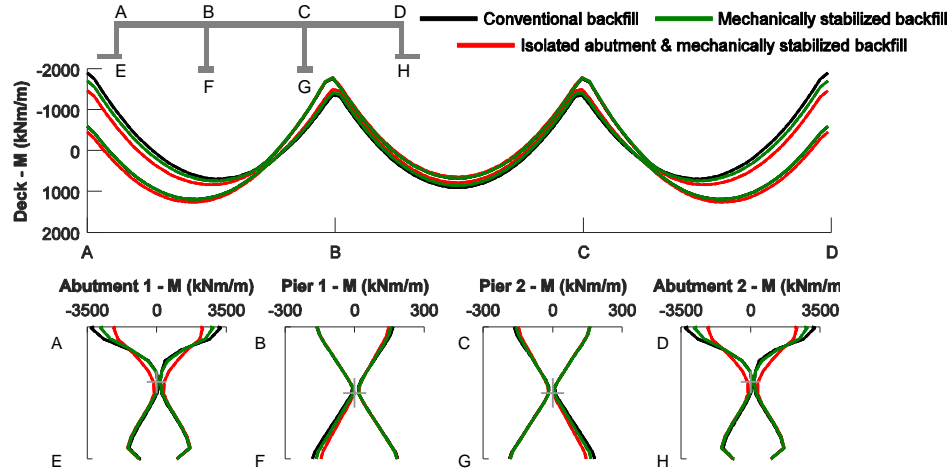 A B C D
Conventional backfill
Mechanically stabilized backfill
Isolated abutment & mechanically stabilized backfill
E F G H
Deck - M (kNm/m)
-2000
-1000
0
1000
2000
A B C D
Abutment 1 - M (kNm/m)
-3500 0 3500
A
E
Pier 1 - M (kNm/m)
-300 0 300
B
F
Pier 2 - M (kNm/m)
-300 0 300
C
G
Abutment 2 - M (kNm/m
-3500 0 3500
D
H